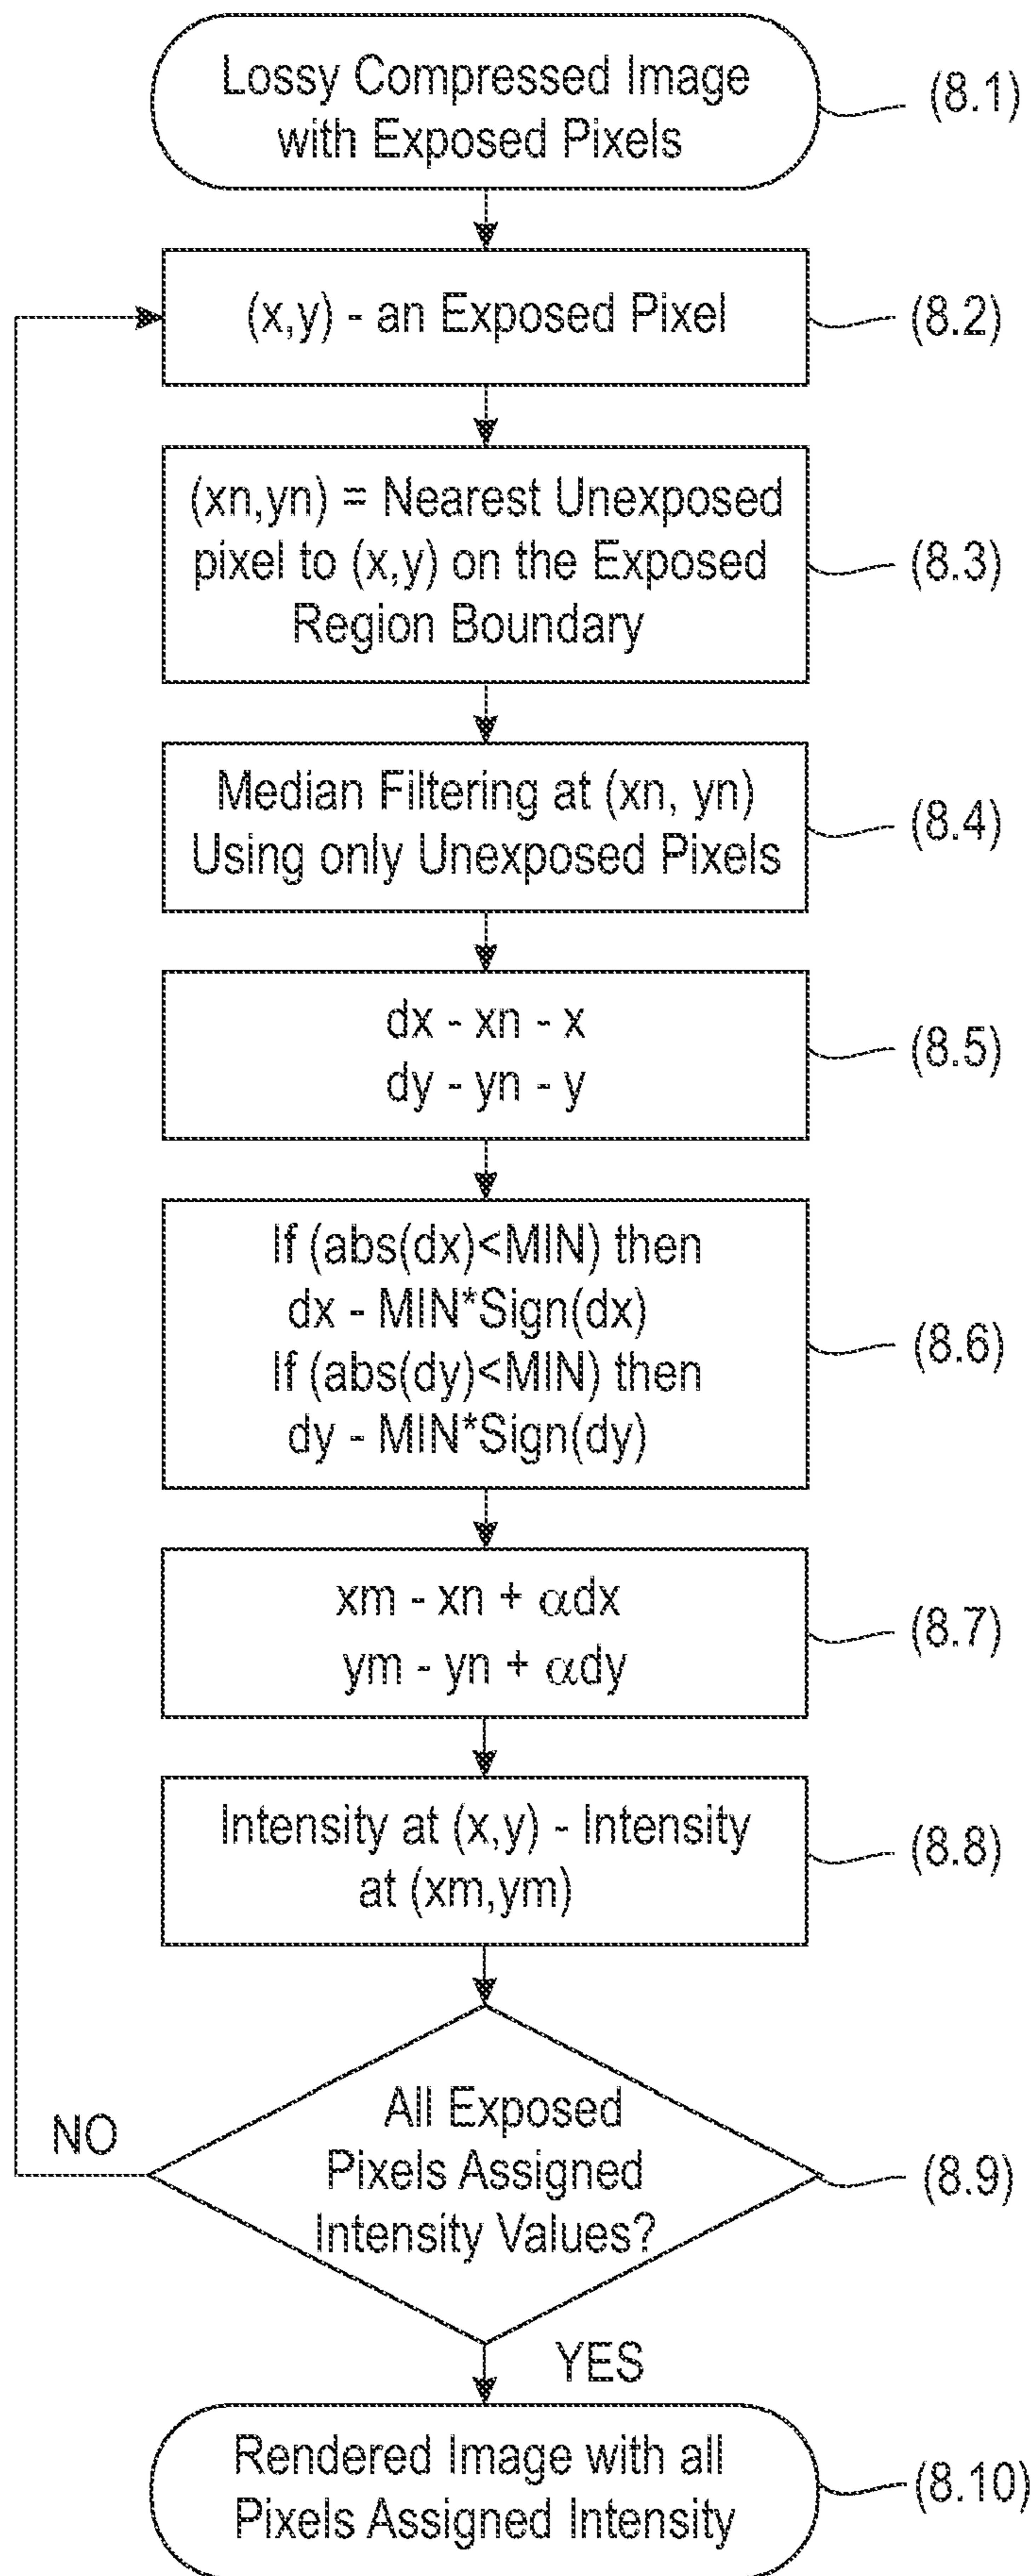 Lossy Compressed Image
with Exposed Pixels
(8.1)
(x,y) - an Exposed Pixel
(8.2)
(xn,yn) = Nearest Unexposed
pixel to (x,y) on the Exposed
Region Boundary
(8.3)
Median Filtering at (xn, yn)
Using only Unexposed Pixels
(8.4)
dx - xn - x
dy - yn - y
(8.5)
If (abs(dx)<MIN) then
dx - MIN*Sign(dx)
If (abs(dy)<MIN) then
dy - MIN*Sign(dy)
(8.6)
xm - xn + αdx
ym - yn + αdy
(8.7)
Intensity at (x,y) - Intensity
at (xm,ym)
(8.8)
All Exposed
Pixels Assigned
Intensity Values?
(8.9)
NO
YES
Rendered Image with all
Pixels Assigned Intensity
(8.10)